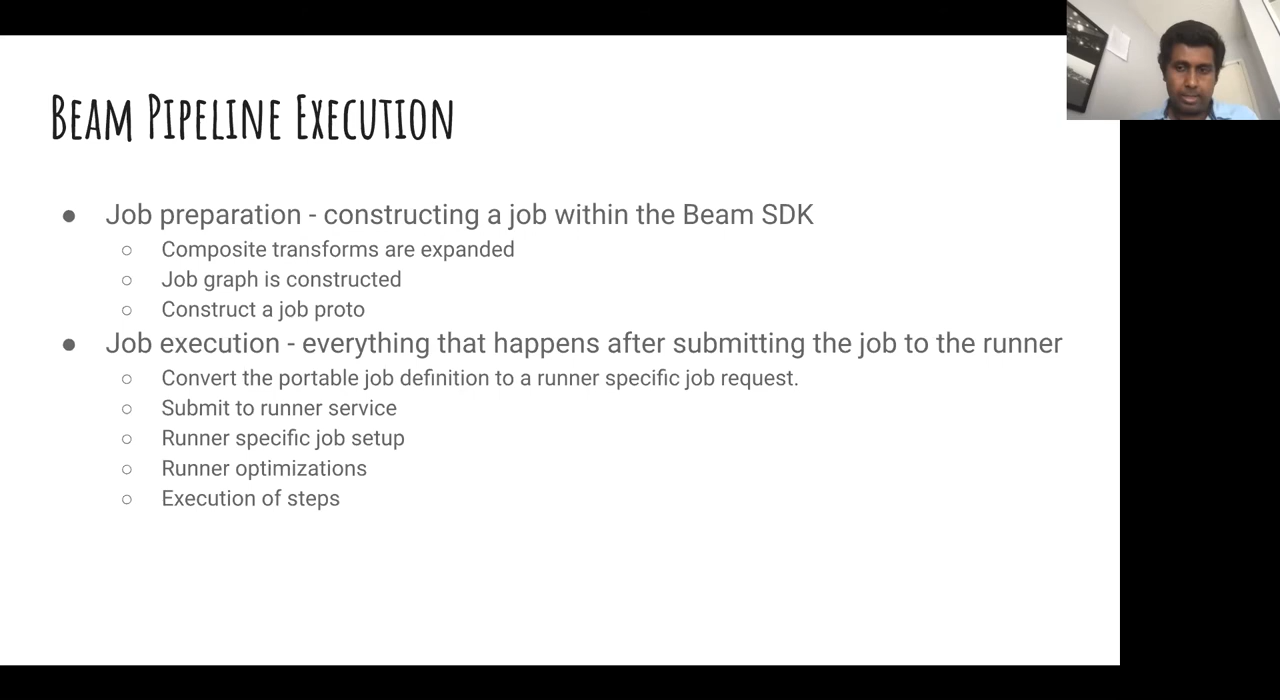 Beam Pipeline Execution
● Job preparation - constructing a job within the Beam SDK
○ Composite transforms are expanded
○ Job graph is constructed
○ Construct a job proto
● Job execution - everything that happens after submitting the job to the runner
○ Convert the portable job definition to a runner specific job request.
○ Submit to runner service
○ Runner specific job setup
○ Runner optimizations
○ Execution of steps